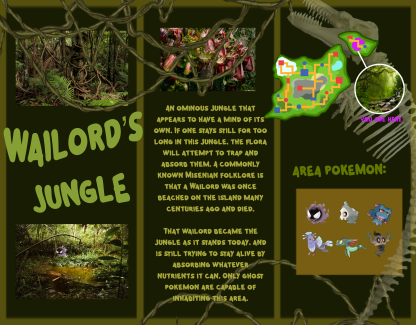 WAILORD'S
JUNGLE
AN OMINOUS JUNGLE THAT
APPEARS TO HAVE A MIND OF ITS
OWN. IF ONE STAYS STILL FOR TOO
LONG IN THIS JUNGLE, THE FLORA
WILL ATTEMPT TO TRAP AND
ABSORB THEM. A COMMONLY
KNOWN MISENIAN FOLKLORE IS
THAT A WAILORD WAS ONCE
BEACHED ON THE ISLAND MANY
CENTURIES AGO AND DIED.
THAT WAILORD BECAME THE
JUNGLE AS IT STANDS TODAY, AND
IS STILL TRYING TO STAY ALIVE BY
ABSORBING WHATEVER
NUTRIENTS IT CAN. ONLY GHOST
POKEMON ARE CAPABLE OF
INHABITING THIS AREA.
YOU ARE HERE
AREA POKEMON: